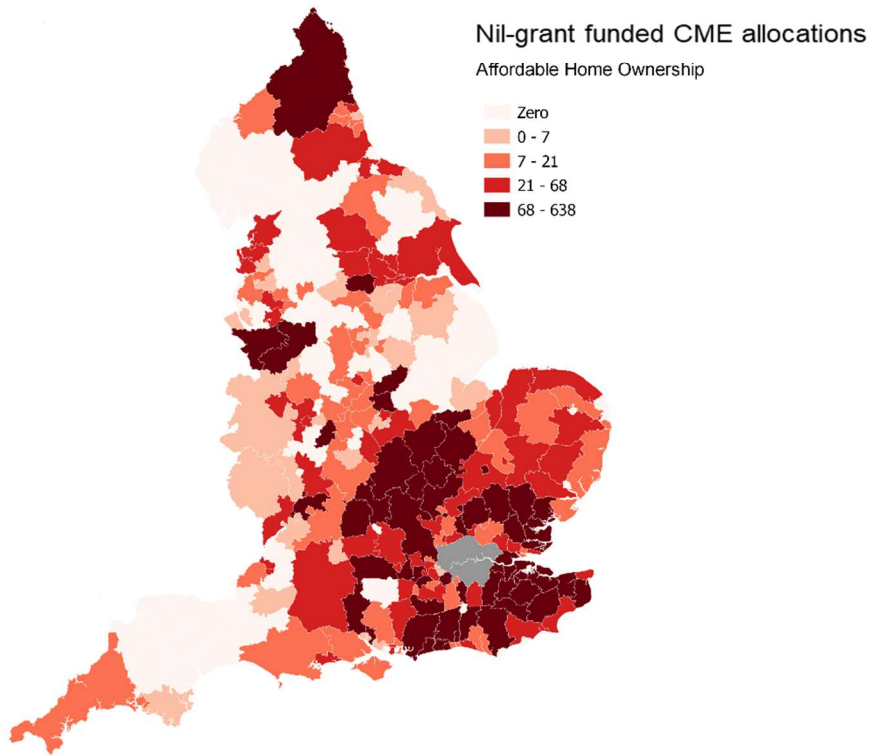 Nil-grant funded CME allocations
Affordable Home Ownership
Zero
0 - 7
7 - 21
21 - 68
68 - 638